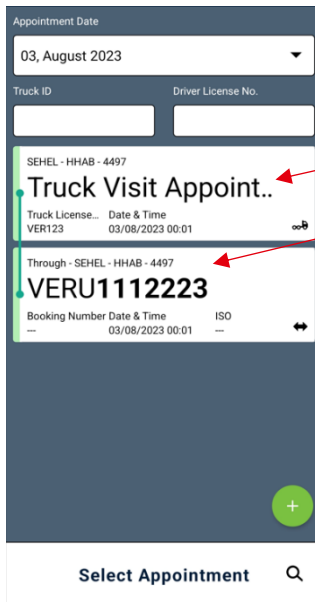 Appointment Date
03, August 2023
Truck ID Driver License No.
SEHEL - HHAB - 4497
Truck Visit Appoint..
Truck License... Date & Time
VER123 03/08/2023 00:01
Through - SEHEL - HHAB - 4497
VERU1112223
Booking Number Date & Time ISO
--- 03/08/2023 00:01 ---
+
Select Appointment